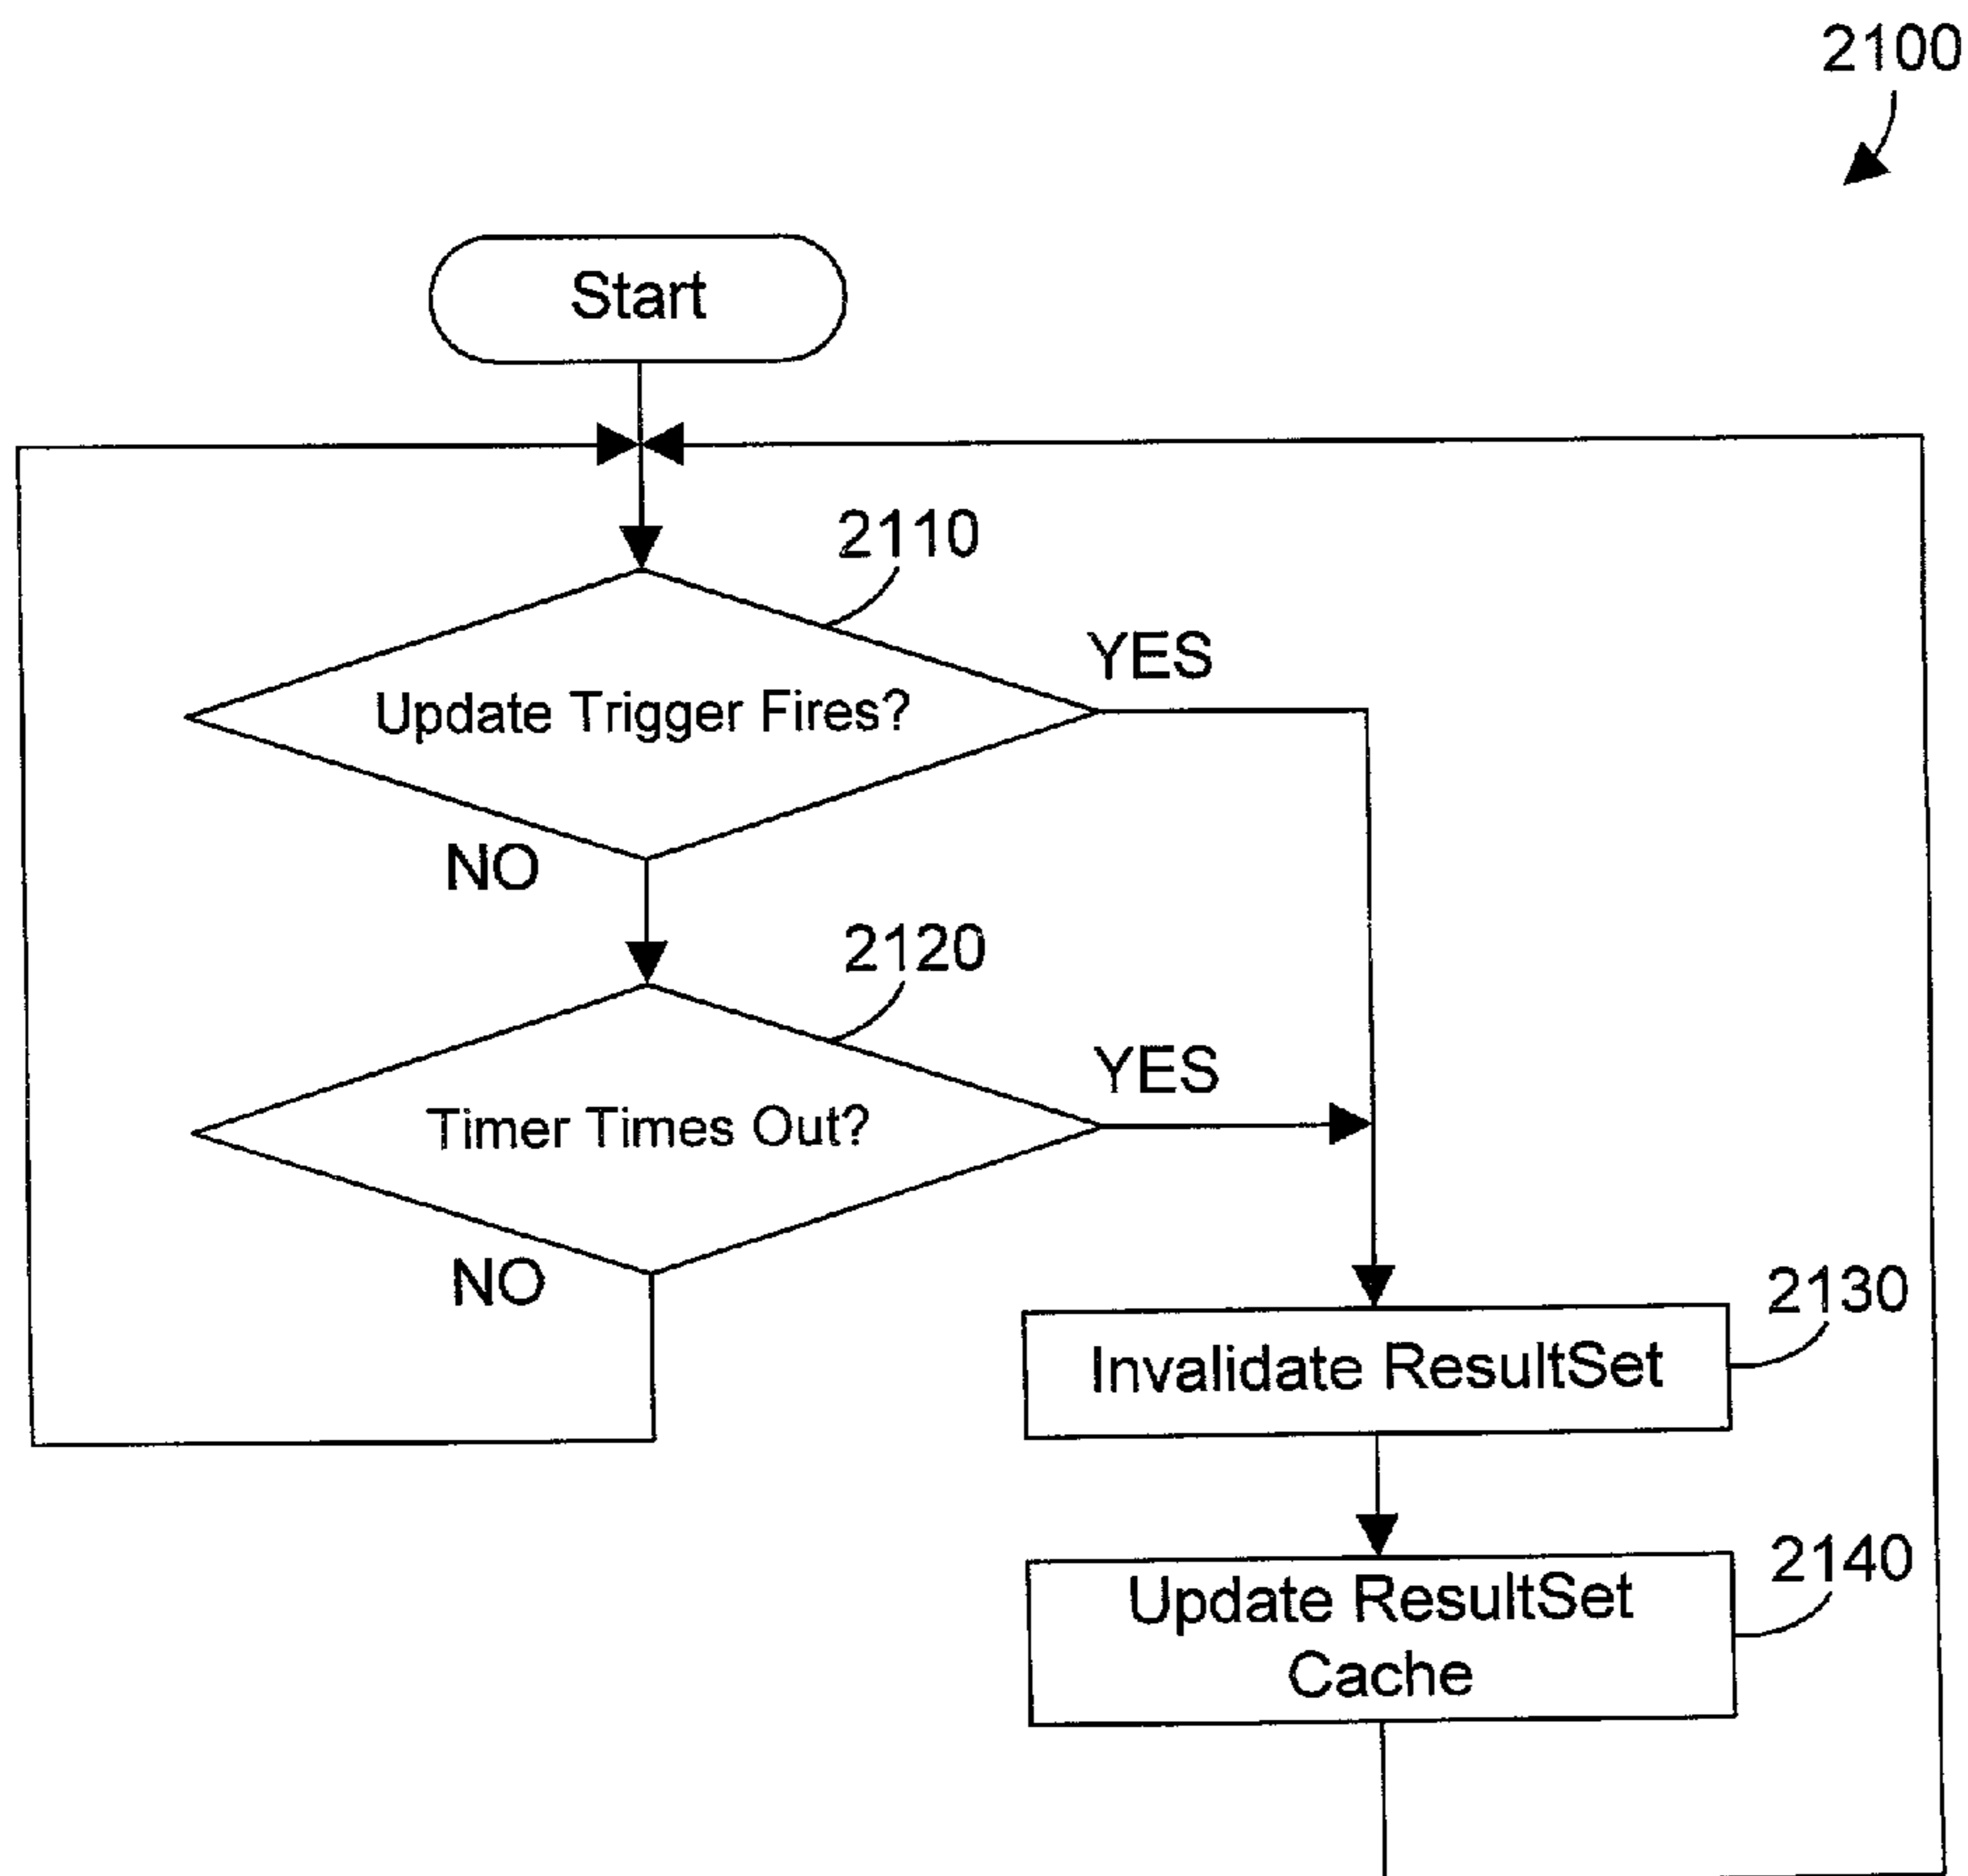 2100
Start
2110
YES
Update Trigger Fires?
NO
2120
YES
Timer Times Out?
NO
2130
Invalidate ResultSet
2140
Update ResultSet
Cache